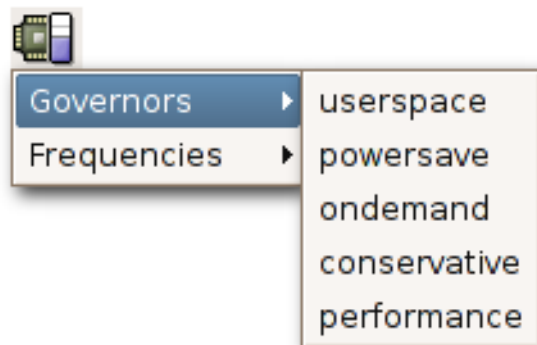 Governors
Frequencies
userspace
powersave
ondemand
conservative
performance